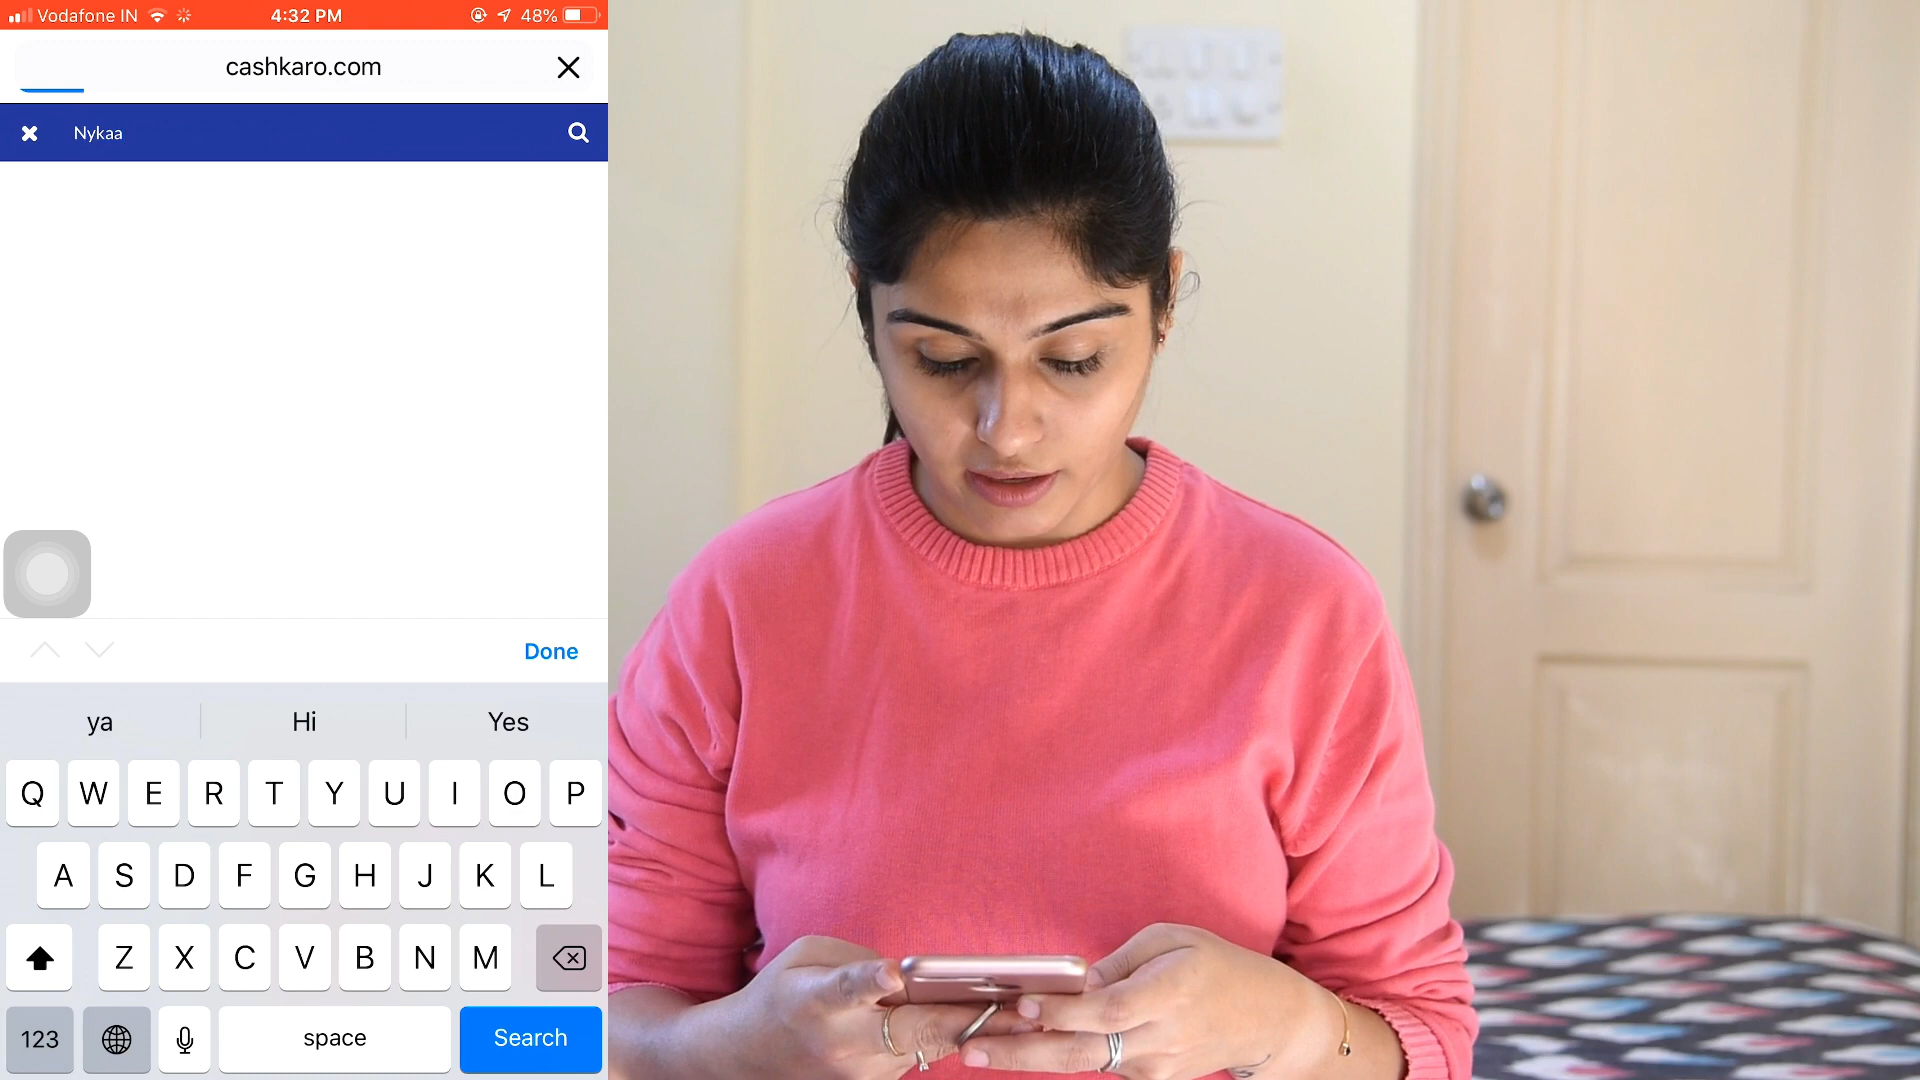 Vodafone IN 4:32 PM 48%
cashkaro.com
Nykaa
Done
ya Hi Yes
Q W E R T Y U I O P
A S D F G H J K L
Z X C V B N M
123 space Search